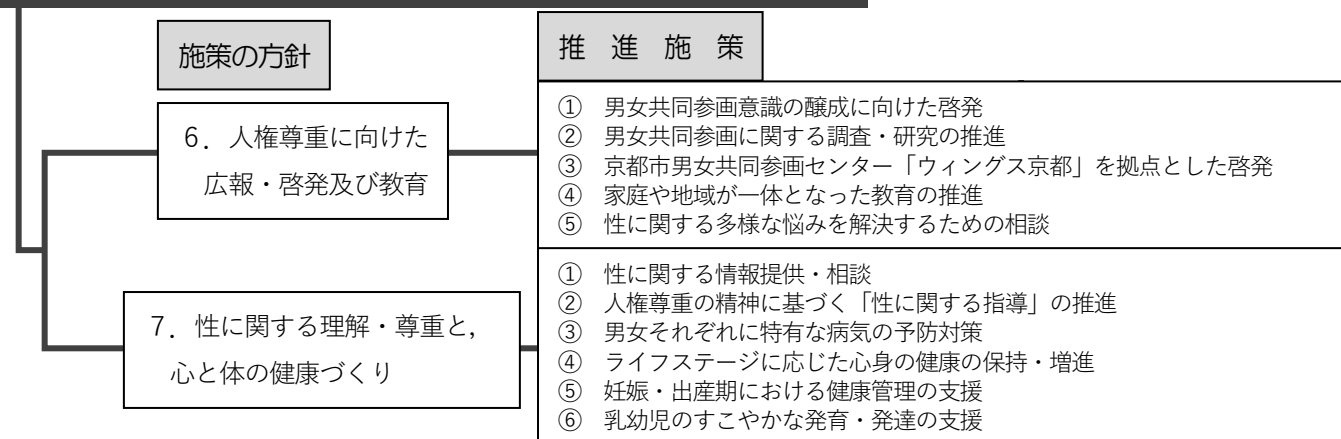 施策の方針
推　進　施　策
6．人権尊重に向けた
広報・啓発及び教育
①　男女共同参画意識の醸成に向けた啓発
②　男女共同参画に関する調査・研究の推進
③　京都市男女共同参画センター「ウィングス京都」を拠点とした啓発
④　家庭や地域が一体となった教育の推進
⑤　性に関する多様な悩みを解決するための相談
7．性に関する理解・尊重と，
心と体の健康づくり
①　性に関する情報提供・相談
②　人権尊重の精神に基づく「性に関する指導」の推進
③　男女それぞれに特有な病気の予防対策
④　ライフステージに応じた心身の健康の保持・増進
⑤　妊娠・出産期における健康管理の支援
⑥　乳幼児のすこやかな発育・発達の支援